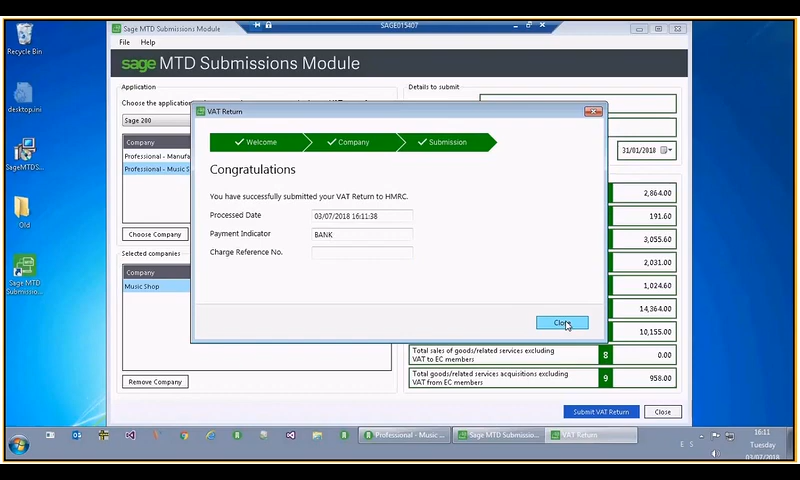 Recycle Bin
desktop.ini
SageMTDS...
Old
Sage MTD
Submissio...
SAGE015407
Sage MTD Submissions Module
File Help
sage MTD Submissions Module
Application
Choose the application
Sage 200
Company
Professional - Manufa
Professional - Music S
Choose Company
Selected companies
Company
Music Shop
Remove Company
Details to submit
31/01/2018
2,864.00
191.60
3,055.60
2,031.00
1,024.60
14,364.00
10,155.00
Total sales of goods/related services excluding
VAT to EC members
8
0.00
Total goods/related services acquisitions excluding
VAT from EC members
9
958.00
Submit VAT Return
Close
VAT Return
Welcome
Company
Submission
Congratulations
You have successfully submitted your VAT Return to HMRC.
Processed Date
03/07/2018 16:11:38
Payment Indicator
BANK
Charge Reference No.
Close
Professional - Music ...
Sage MTD Submissio...
VAT Return
E S
16:11
Tuesday
03/07/2018